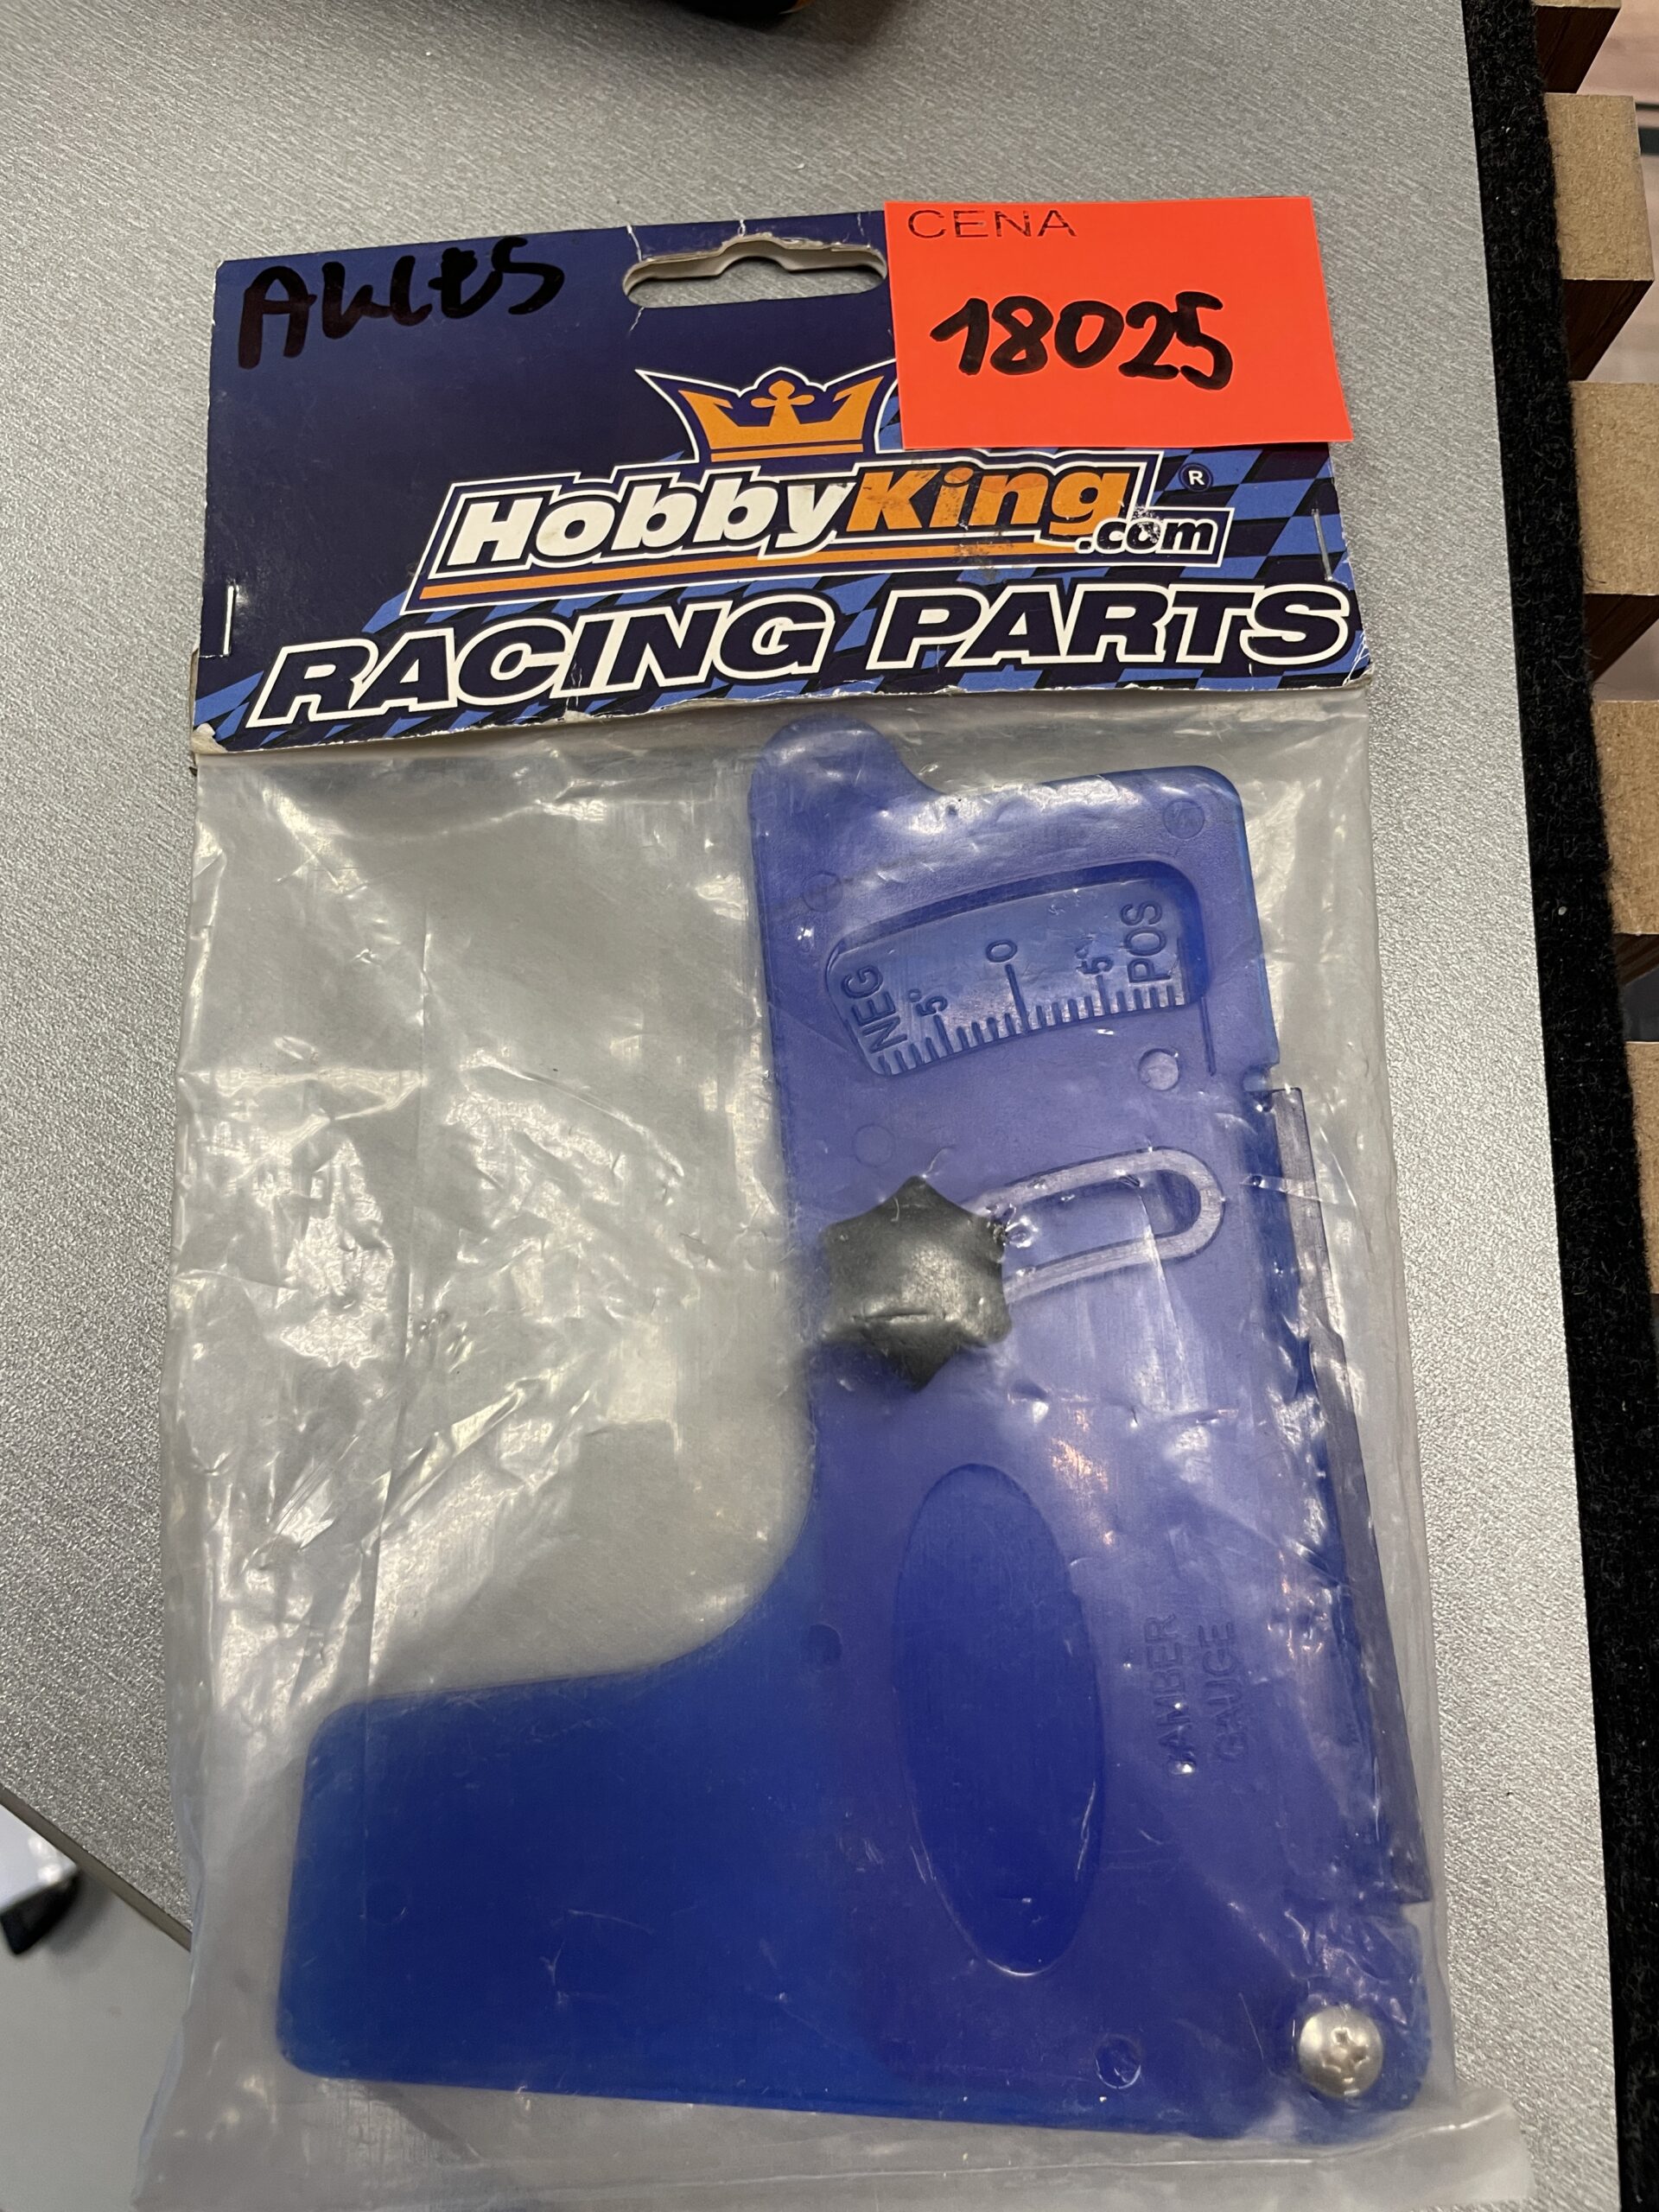 CENA
18025
HobbyKing®
.com
RACING PARTS
NEG 5° 0 5° POS
CAMBER
GAUGE